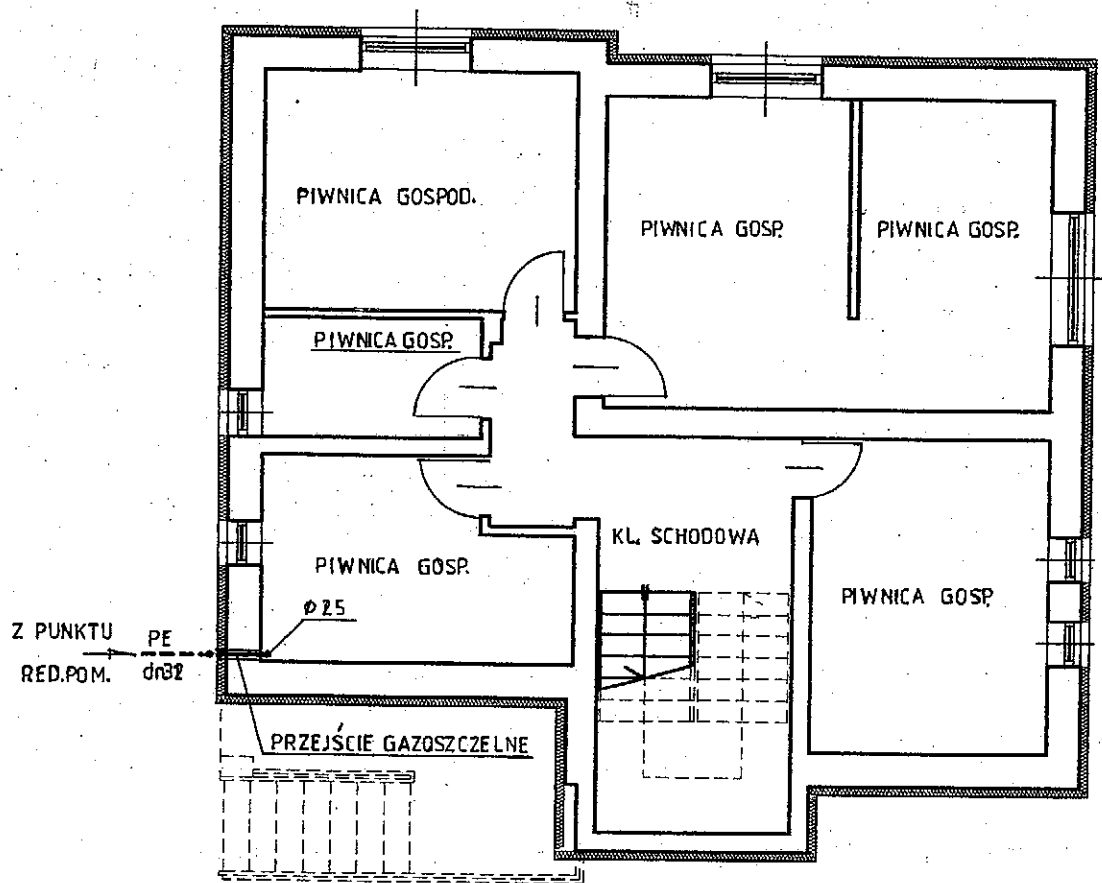 PIWNICA GOSPOD.
PIWNICA GOSP.
PIWNICA GOSP.
PIWNICA GOSP.
KL. SCHODOWA
PIWNICA GOSP.
PIWNICA GOSP.
Ø 25
Z PUNKTU
RED.POM.
PE
dn32
PRZEJŚCIE GAZOSZCZELNE